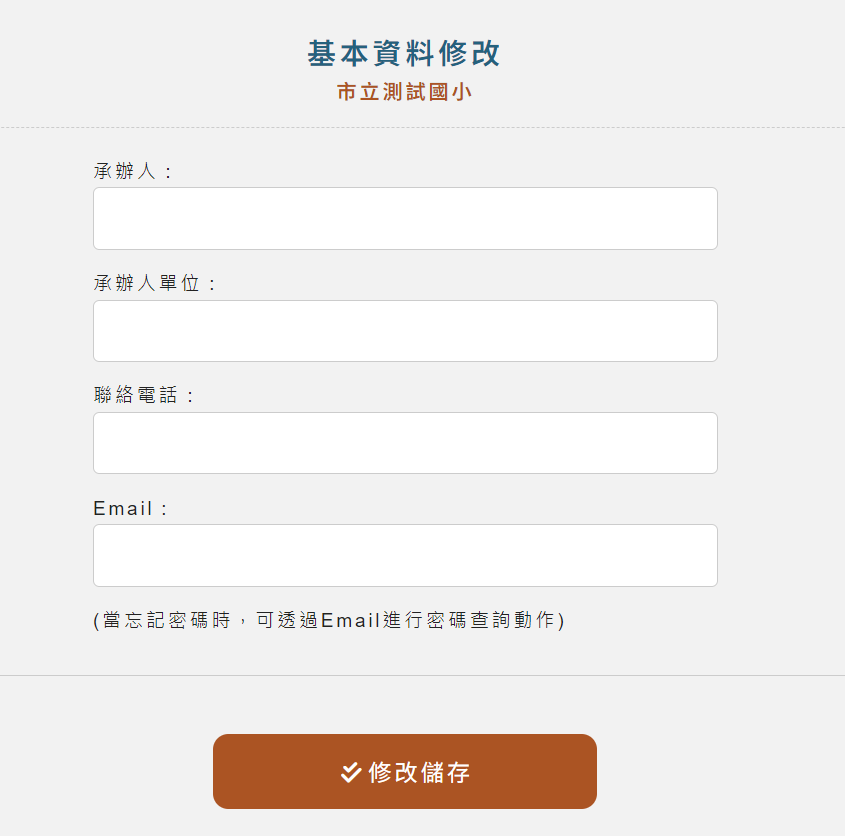 基本資料修改
市立測試國小
承辦人：
承辦人單位：
聯絡電話：
Email：
(當忘記密碼時，可透過Email進行密碼查詢動作)
修改儲存